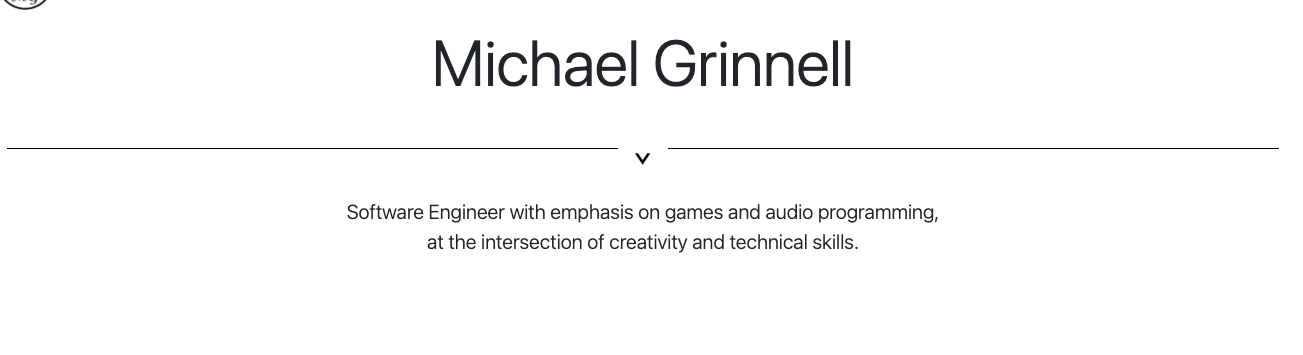 Michael Grinnell
Software Engineer with emphasis on games and audio programming,
at the intersection of creativity and technical skills.